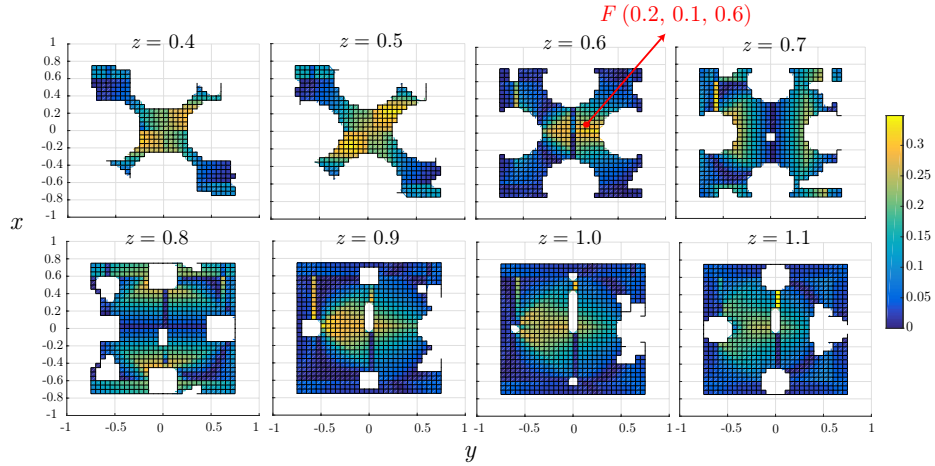 F (0.2, 0.1, 0.6)
z = 0.4
z = 0.5
z = 0.6
z = 0.7
1
0.8
0.6
0.4
0.2
0
-0.2
-0.4
-0.6
-0.8
-1
0.3
0.25
0.2
0.15
0.1
0.05
0
x
z = 0.8
z = 0.9
z = 1.0
z = 1.1
1
0.8
0.6
0.4
0.2
0
-0.2
-0.4
-0.6
-0.8
-1
-1 -0.5 0 0.5 1
-1 -0.5 0 0.5 1
-1 -0.5 0 0.5 1
-1 -0.5 0 0.5 1
y